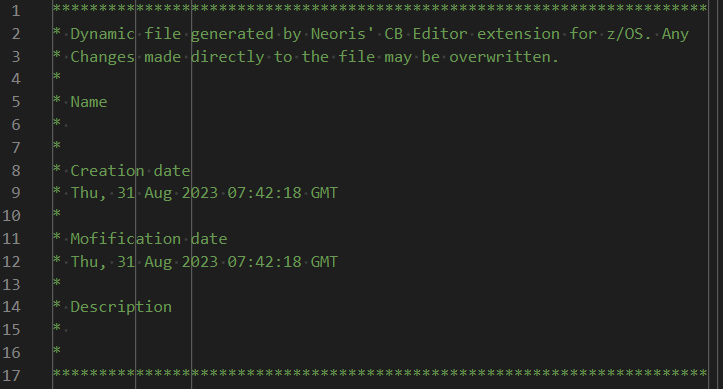 1 ***********************************************************************
2 * Dynamic file generated by Neoris' CB Editor extension for z/OS. Any
3 * Changes made directly to the file may be overwritten.
4 *
5 * Name
6 *
7 *
8 * Creation date
9 * Thu, 31 Aug 2023 07:42:18 GMT
10 *
11 * Mofification date
12 * Thu, 31 Aug 2023 07:42:18 GMT
13 *
14 * Description
15 *
16 *
17 ***********************************************************************